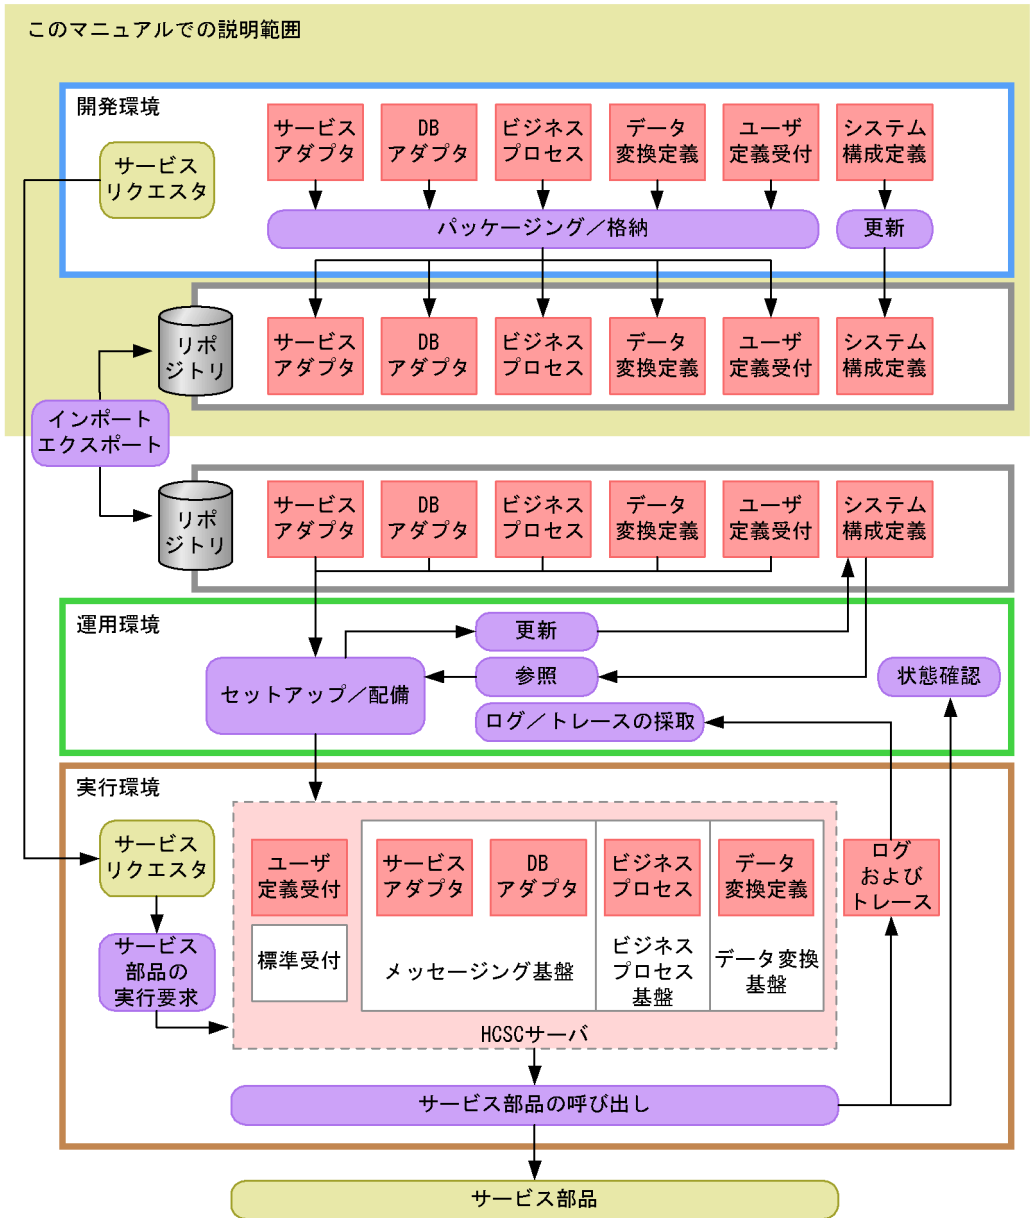 このマニュアルでの説明範囲
開発環境
サービス
リクエスタ
サービス
アダプタ
DB
アダプタ
ビジネス
プロセス
データ
変換定義
ユーザ
定義受付
システム
構成定義
パッケージング／格納
更新
リポ
ジトリ
サービス
アダプタ
DB
アダプタ
ビジネス
プロセス
データ
変換定義
ユーザ
定義受付
システム
構成定義
インポート
エクスポート
リポ
ジトリ
サービス
アダプタ
DB
アダプタ
ビジネス
プロセス
データ
変換定義
ユーザ
定義受付
システム
構成定義
運用環境
更新
セットアップ／配備
参照
状態確認
ログ／トレースの採取
実行環境
サービス
リクエスタ
ユーザ
定義受付
サービス
アダプタ
DB
アダプタ
ビジネス
プロセス
データ
変換定義
ログ
および
トレース
サービス
部品の
実行要求
標準受付
メッセージング基盤
ビジネス
プロセス
基盤
データ変換
基盤
HCSCサーバ
サービス部品の呼び出し
サービス部品